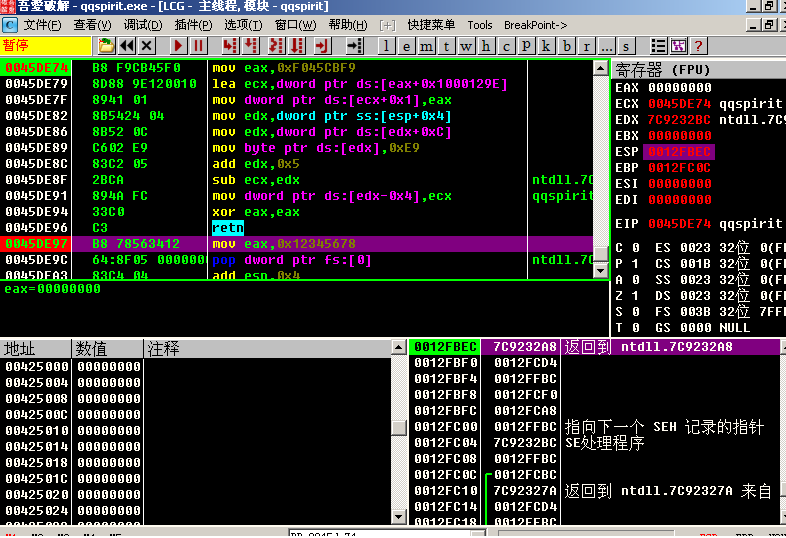 吾愛破解 - qqspirit.exe - [LCG - 主线程, 模块 - qqspirit]
C 文件(F) 查看(V) 调试(D) 插件(P) 选项(T) 窗口(W) 帮助(H) [+] 快捷菜单 Tools BreakPoint->
暂停 l e m t w h c p k b r ... s ?
0045DE74 B8 F9CB45F0 mov eax,0xF045CBF9
0045DE79 8D88 9E120010 lea ecx,dword ptr ds:[eax+0x1000129E]
0045DE7F 8941 01 mov dword ptr ds:[ecx+0x1],eax
0045DE82 8B5424 04 mov edx,dword ptr ss:[esp+0x4]
0045DE86 8B52 0C mov edx,dword ptr ds:[edx+0xC]
0045DE89 C602 E9 mov byte ptr ds:[edx],0xE9
0045DE8C 83C2 05 add edx,0x5
0045DE8F 2BCA sub ecx,edx ntdll.7C
0045DE91 894A FC mov dword ptr ds:[edx-0x4],ecx qqspirit
0045DE94 33C0 xor eax,eax
0045DE96 C3 retn
0045DE97 B8 78563412 mov eax,0x12345678
0045DE9C 64:8F05 0000000 pop dword ptr fs:[0] ntdll.7C
0045DEA3 83C4 04 add esp,0x4
eax=00000000
寄存器 (FPU)
EAX 00000000
ECX 0045DE74 qqspirit
EDX 7C9232BC ntdll.7
EBX 00000000
ESP 0012FBEC
EBP 0012FC0C
ESI 00000000
EDI 00000000
EIP 0045DE74 qqspirit
C 0 ES 0023 32位 0(FF
P 1 CS 001B 32位 0(FF
A 0 SS 0023 32位 0(FF
Z 1 DS 0023 32位 0(FF
S 0 FS 003B 32位 7FFI
T 0 GS 0000 NULL
地址 数值 注释
00425000 00000000
00425004 00000000
00425008 00000000
0042500C 00000000
00425010 00000000
00425014 00000000
00425018 00000000
0042501C 00000000
00425020 00000000
00425024 00000000
0012FBEC 7C9232A8 返回到 ntdll.7C9232A8
0012FBF0 0012FCD4
0012FBF4 0012FFBC
0012FBF8 0012FCF0
0012FBFC 0012FCA8
0012FC00 0012FFBC 指向下一个 SEH 记录的指针
0012FC04 7C9232BC SE处理程序
0012FC08 0012FFBC
0012FC0C 0012FCBC
0012FC10 7C92327A 返回到 ntdll.7C92327A 来自
0012FC14 0012FCD4
0012FC18 0012FFBC